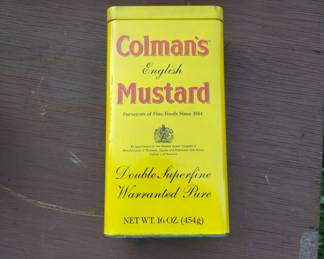 Colman's
English
Mustard
Purveyors of Fine Foods Since 1814
Double Superfine
Warranted Pure
NET WT. 16 OZ. (454g)